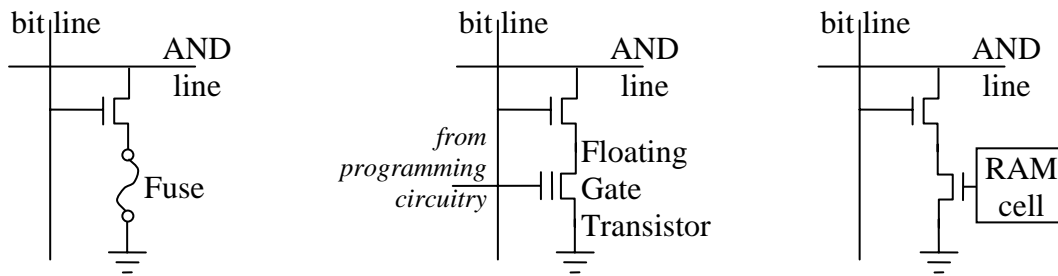 bit line
AND
line
Fuse
bit line
AND
line
from
programming
circuitry
Floating
Gate
Transistor
bit line
AND
line
RAM
cell